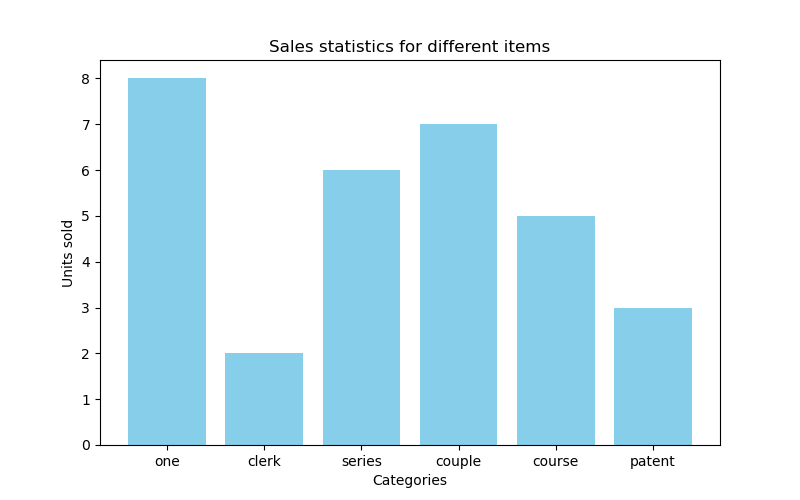 Sales statistics for different items
8
7
6
5
4
3
2
1
0
Units sold
one clerk series couple course patent
Categories